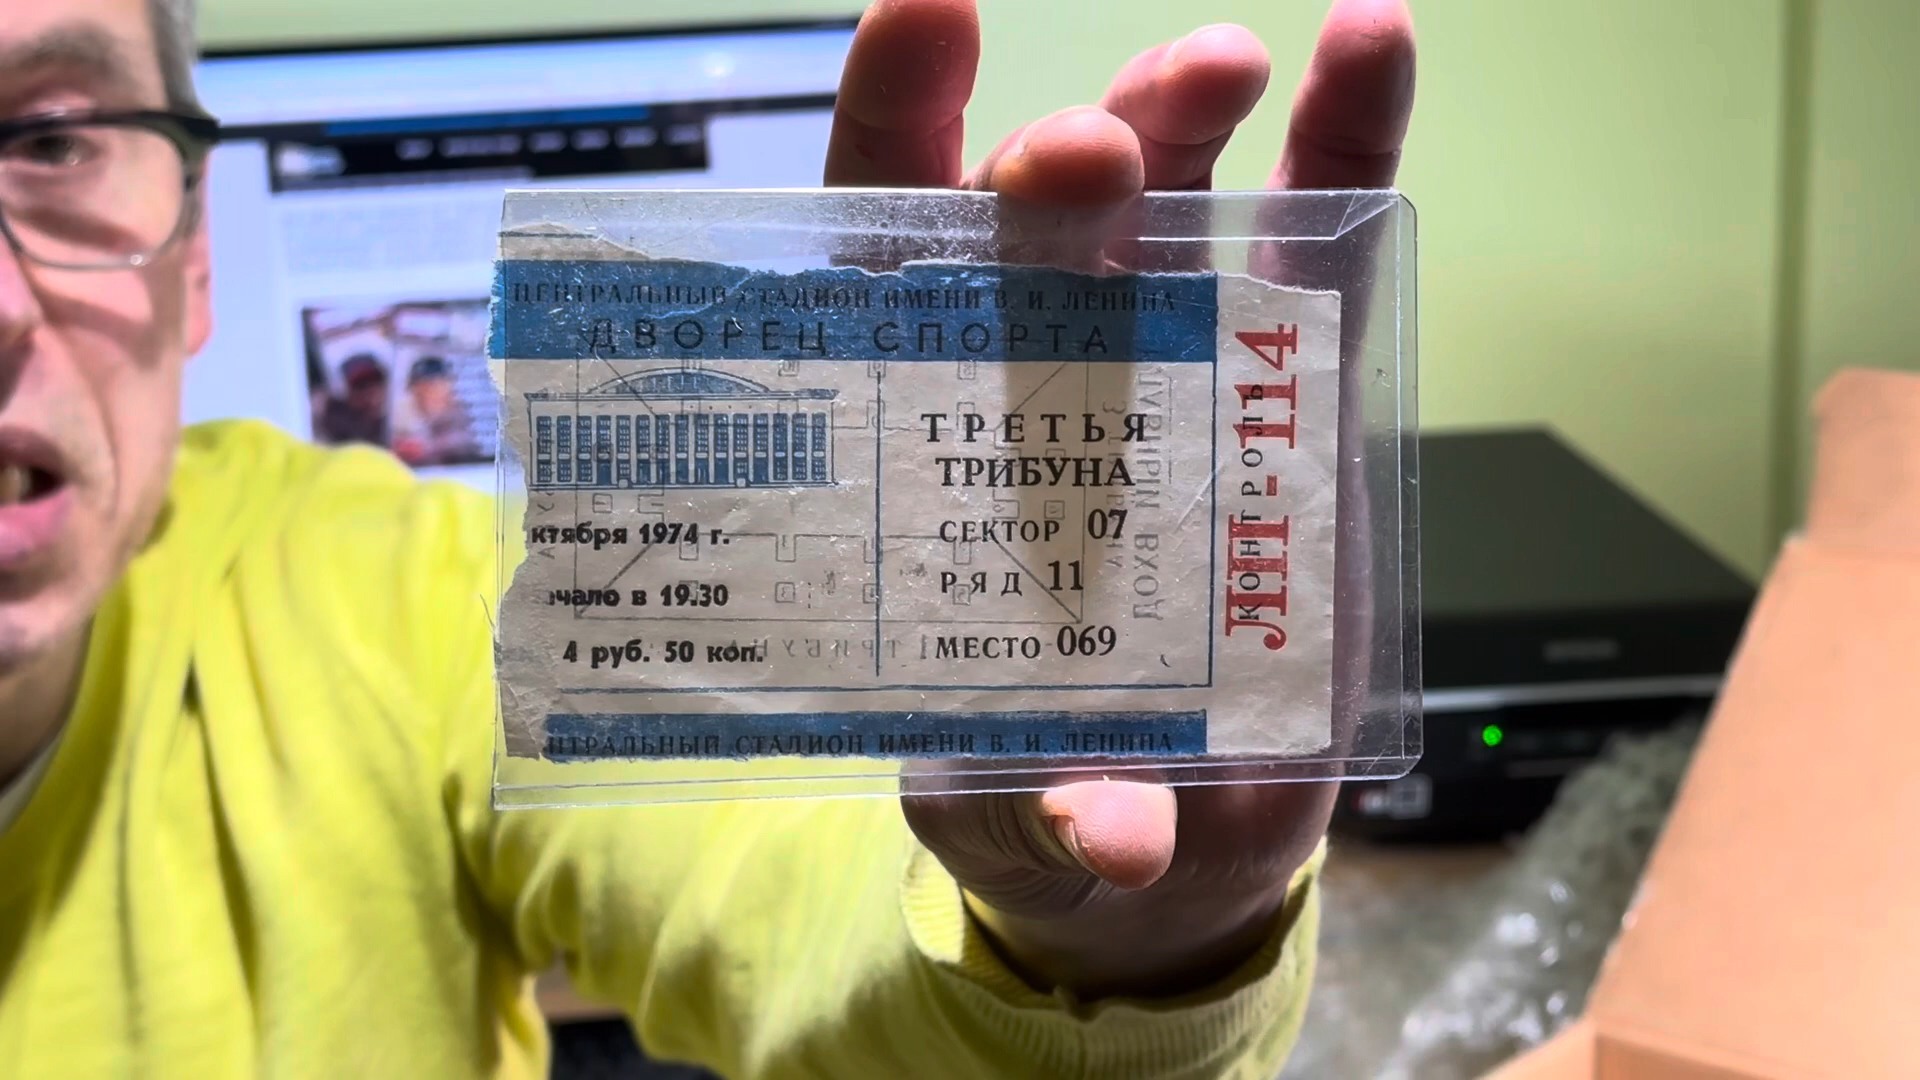 ЦЕНТРАЛЬНЫЙ СТАДИОН ИМЕНИ В. И. ЛЕНИНА
ДВОРЕЦ СПОРТА
ктября 1974 г.
чало в 19.30
4 руб. 50 коп.
ТРЕТЬЯ
ТРИБУНА
СЕКТОР 07
РЯД 11
МЕСТО 069
НТРАЛЬНЫЙ СТАДИОН ИМЕНИ В. И. ЛЕНИНА
КОНТРОЛЬ
ЛП-114